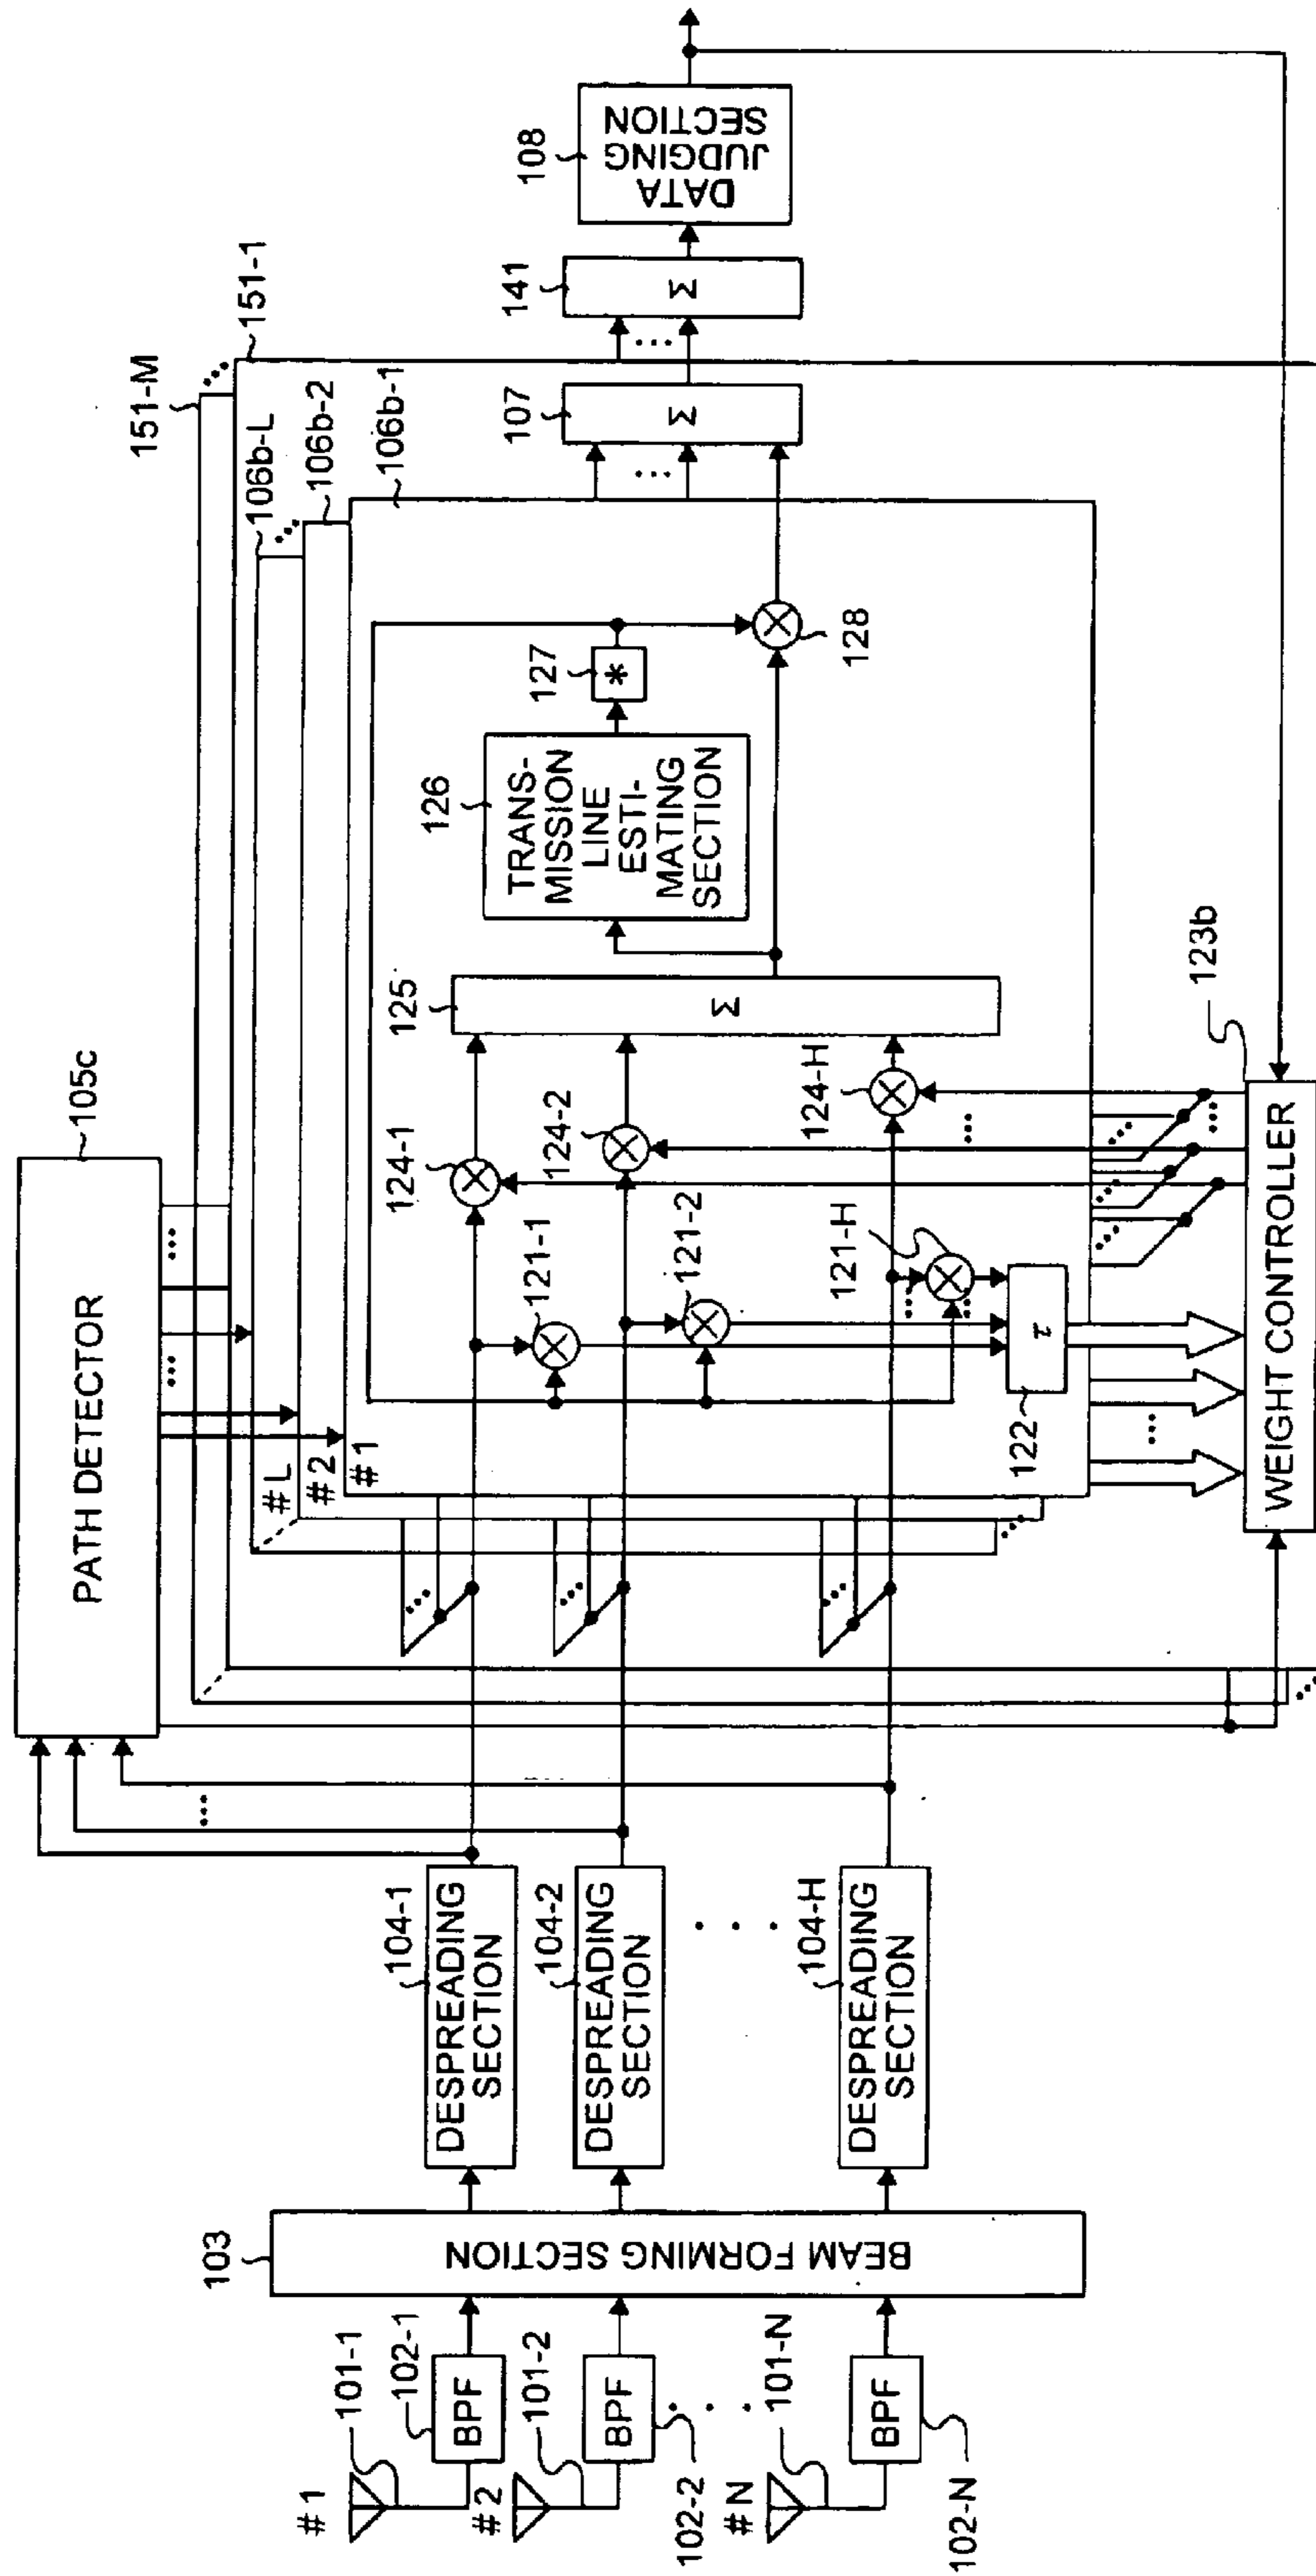 #1
101-1
102-1
BPF
#2
101-2
BPF
102-2
#N
101-N
BPF
102-N
103
BEAM FORMING SECTION
104-1
DESPREADING
SECTION
104-2
DESPREADING
SECTION
104-H
DESPREADING
SECTION
PATH DETECTOR
105c
151-M
151-1
106b-L
106b-2
106b-1
#L
#2
#1
121-1
121-2
121-H
τ
122
124-1
124-2
124-H
125
Σ
126
TRANS-
MISSION
LINE
ESTI-
MATING
SECTION
127
*
128
107
Σ
141
Σ
108
DATA
JUDGING
SECTION
123b
WEIGHT CONTROLLER